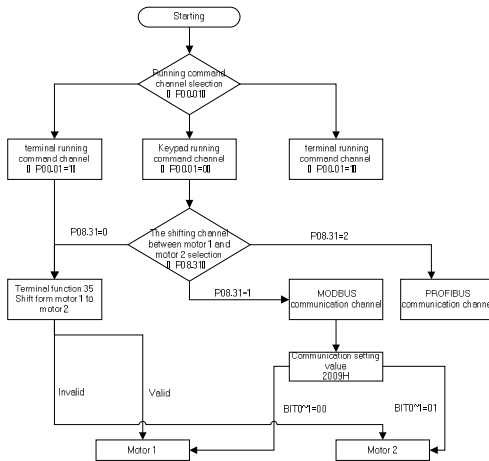 Starting
Running command
channel sleection
（ P00.01）
terminal running
command channel
（ P00.01=1）
Keypad running
command channel
（ P00.01=0）
terminal running
command channel
（ P00.01=1）
P08.31=0
The shifting channel
between motor 1 and
motor 2 selection
（ P08.31）
P08.31=2
Terminal function 35
Shift form motor 1 to
motor 2
P08.31=1
MODBUS
communication channel
PROFIBUS
communication channel
Communication setting
value
2009H
Invalid
Valid
BIT0~1=00
BIT0~1=01
Motor 1
Motor 2